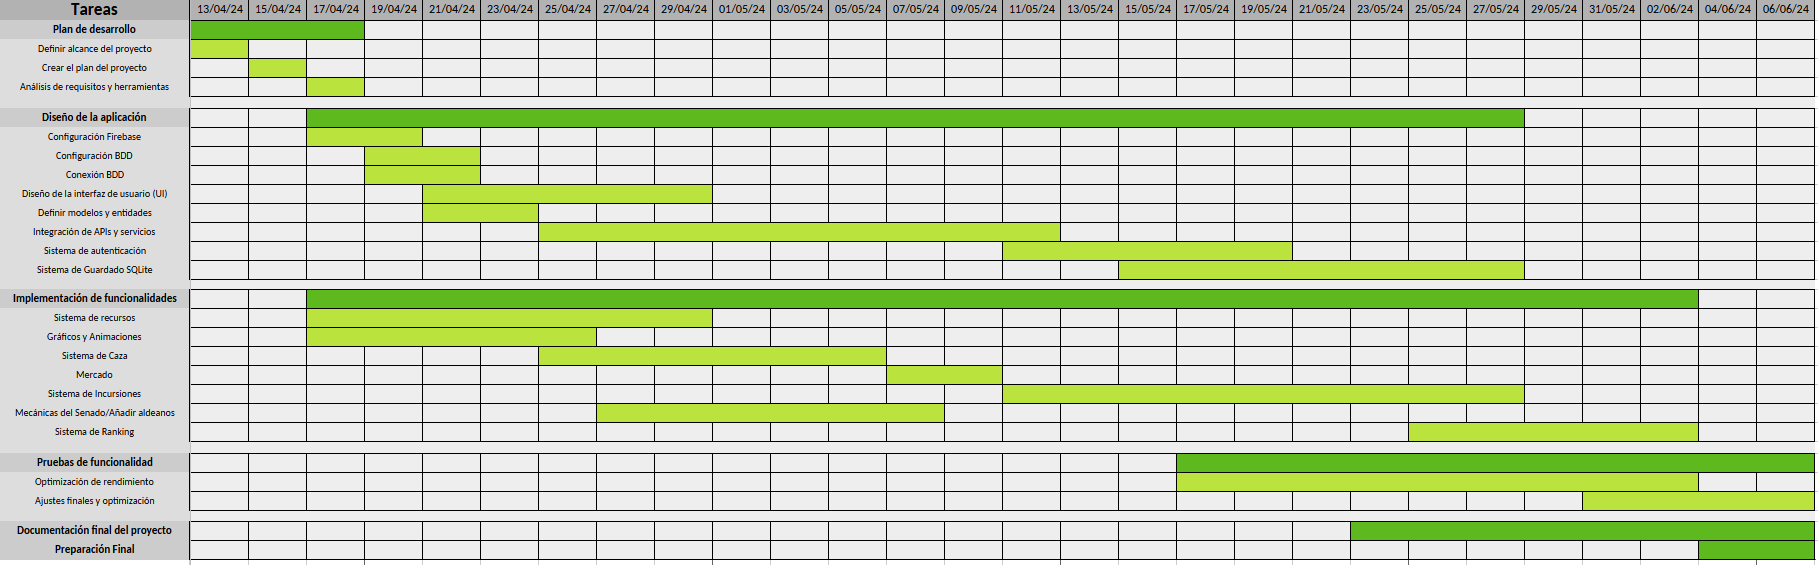 Tareas 13/04/24 15/04/24 17/04/24 19/04/24 21/04/24 23/04/24 25/04/24 27/04/24 29/04/24 01/05/24 03/05/24 05/05/24 07/05/24 09/05/24 11/05/24 13/05/24 15/05/24 17/05/24 19/05/24 21/05/24 23/05/24 25/05/24 27/05/24 29/05/24 31/05/24 02/06/24 04/06/24 06/06/24
Plan de desarrollo
Definir alcance del proyecto
Crear el plan del proyecto
Análisis de requisitos y herramientas
Diseño de la aplicación
Configuración Firebase
Configuración BDD
Conexión BDD
Diseño de la interfaz de usuario (UI)
Definir modelos y entidades
Integración de APIs y servicios
Sistema de autenticación
Sistema de Guardado SQLite
Implementación de funcionalidades
Sistema de recursos
Gráficos y Animaciones
Sistema de Caza
Mercado
Sistema de Incursiones
Mecánicas del Senado/Añadir aldeanos
Sistema de Ranking
Pruebas de funcionalidad
Optimización de rendimiento
Ajustes finales y optimización
Documentación final del proyecto
Preparación Final